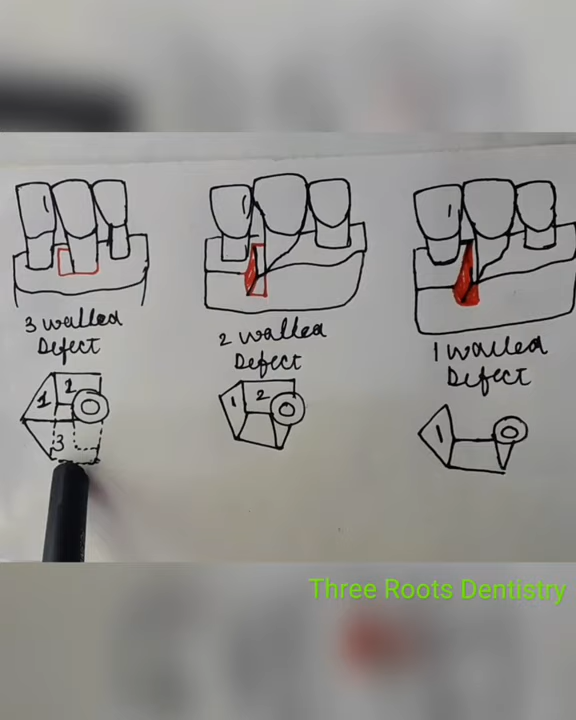 3 walled
Defect
2 walled
Defect
1 walled
Defect
1 2
3
1 2
1
Three Roots Dentistry